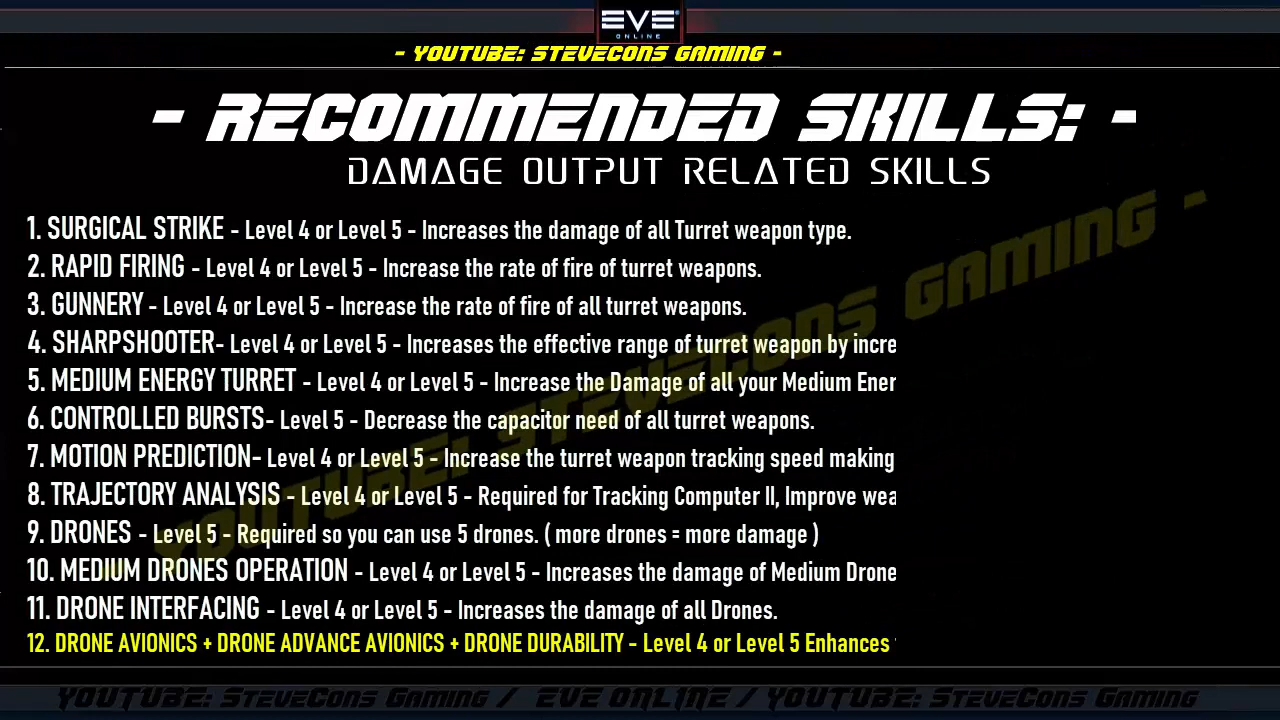 EVE
ONLINE
- YOUTUBE: STEVECONS GAMING -
- RECOMMENDED SKILLS: -
DAMAGE OUTPUT RELATED SKILLS
1. SURGICAL STRIKE - Level 4 or Level 5 - Increases the damage of all Turret weapon type.
2. RAPID FIRING - Level 4 or Level 5 - Increase the rate of fire of turret weapons.
3. GUNNERY - Level 4 or Level 5 - Increase the rate of fire of all turret weapons.
4. SHARPSHOOTER- Level 4 or Level 5 - Increases the effective range of turret weapon by incre
5. MEDIUM ENERGY TURRET - Level 4 or Level 5 - Increase the Damage of all your Medium Ener
6. CONTROLLED BURSTS- Level 5 - Decrease the capacitor need of all turret weapons.
7. MOTION PREDICTION- Level 4 or Level 5 - Increase the turret weapon tracking speed making
8. TRAJECTORY ANALYSIS - Level 4 or Level 5 - Required for Tracking Computer II, Improve wea
9. DRONES - Level 5 - Required so you can use 5 drones. ( more drones = more damage )
10. MEDIUM DRONES OPERATION - Level 4 or Level 5 - Increases the damage of Medium Drone
11. DRONE INTERFACING - Level 4 or Level 5 - Increases the damage of all Drones.
12. DRONE AVIONICS + DRONE ADVANCE AVIONICS + DRONE DURABILITY - Level 4 or Level 5 Enhances
- YOUTUBE: STEVECONS GAMING -
YOUTUBE: STEVECONS GAMING / EVE ONLINE / YOUTUBE: STEVECONS GAMING